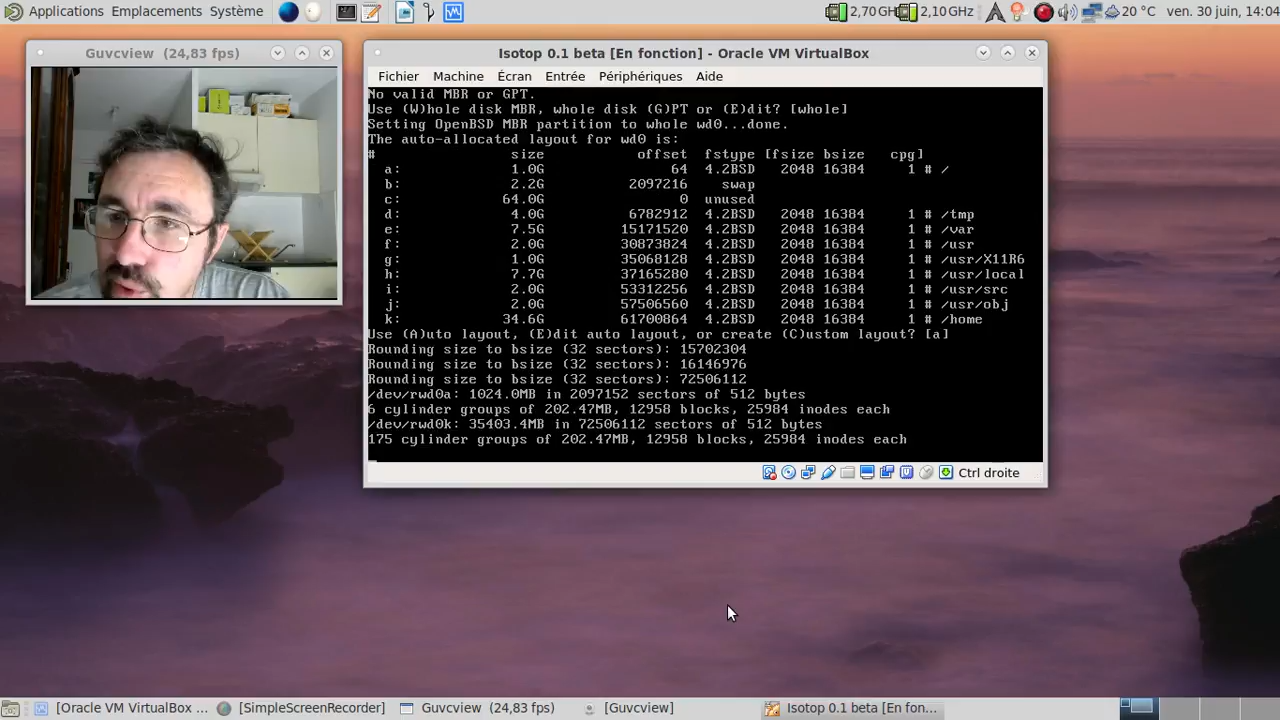 Applications Emplacements Système
2,70 GH 2,10 GHz 20 °C ven. 30 juin, 14:04
Guvcview (24,83 fps)
Isotop 0.1 beta [En fonction] - Oracle VM VirtualBox
Fichier Machine Écran Entrée Périphériques Aide
No valid MBR or GPT.
Use (W)hole disk MBR, whole disk (G)PT or (E)dit? [whole]
Setting OpenBSD MBR partition to whole wd0...done.
The auto-allocated layout for wd0 is:
# size offset fstype [fsize bsize cpg]
a: 1.0G 64 4.2BSD 2048 16384 1 # /
b: 2.2G 2097216 swap
c: 64.0G 0 unused
d: 4.0G 6782912 4.2BSD 2048 16384 1 # /tmp
e: 7.5G 15171520 4.2BSD 2048 16384 1 # /var
f: 2.0G 30873824 4.2BSD 2048 16384 1 # /usr
g: 1.0G 35068128 4.2BSD 2048 16384 1 # /usr/X11R6
h: 7.7G 37165280 4.2BSD 2048 16384 1 # /usr/local
i: 2.0G 53312256 4.2BSD 2048 16384 1 # /usr/src
j: 2.0G 57506560 4.2BSD 2048 16384 1 # /usr/obj
k: 34.6G 61700864 4.2BSD 2048 16384 1 # /home
Use (A)uto layout, (E)dit auto layout, or create (C)ustom layout? [a]
Rounding size to bsize (32 sectors): 15702304
Rounding size to bsize (32 sectors): 16146976
Rounding size to bsize (32 sectors): 72506112
/dev/rwd0a: 1024.0MB in 2097152 sectors of 512 bytes
6 cylinder groups of 202.47MB, 12958 blocks, 25984 inodes each
/dev/rwd0k: 35403.4MB in 72506112 sectors of 512 bytes
175 cylinder groups of 202.47MB, 12958 blocks, 25984 inodes each
Ctrl droite
[Oracle VM VirtualBox ... [SimpleScreenRecorder] Guvcview (24,83 fps) [Guvcview] Isotop 0.1 beta [En fon...